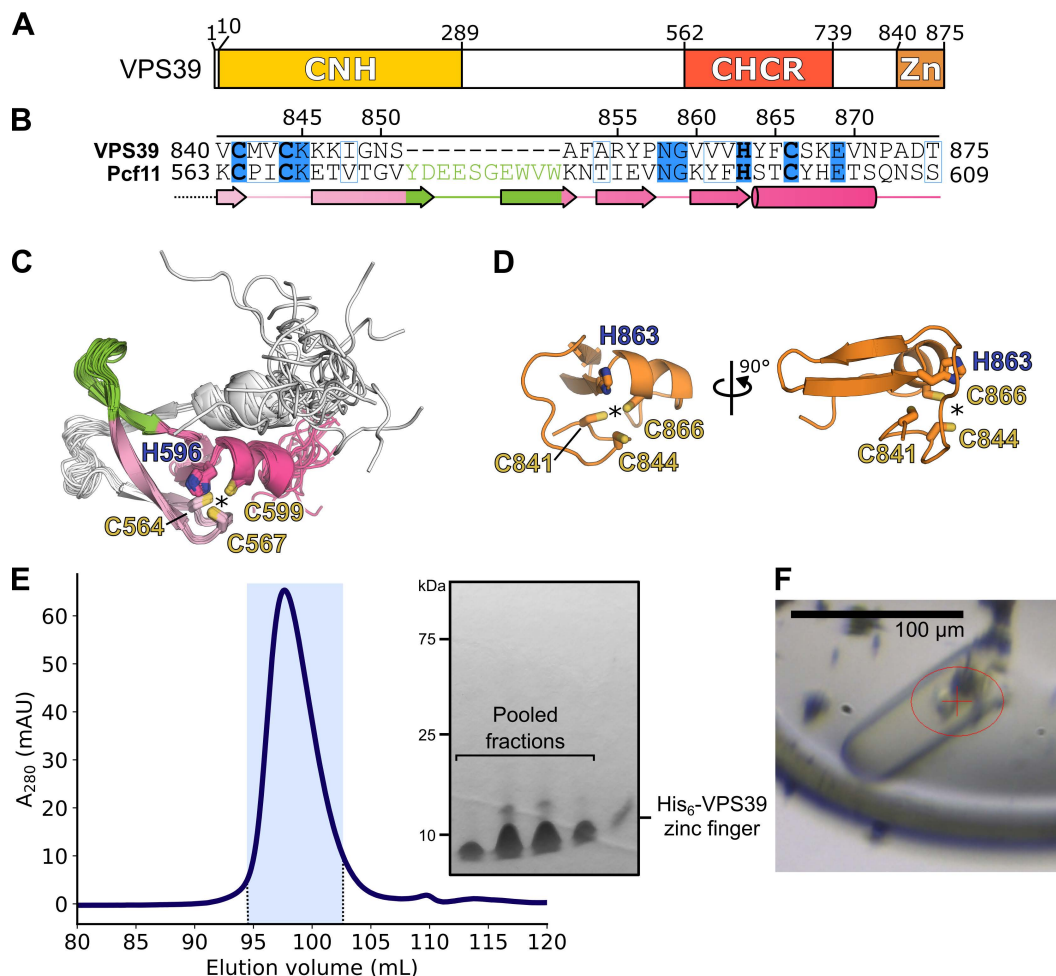 A
1 10 289 562 739 840 875
VPS39 CNH CHCR Zn
B
845 850 855 860 865 870
VPS39 840 VCMVCKKKIGNS----------AFARYPNGVVVHYFCSKEVNPADT 875
Pcf11 563 KCPICKETVTGVYDEESGEWVWKNTIEVNGKYFHSTCYHETSQNSS 609
C
H596
C564
C599
C567
*
D
H863
C866
C841
C844
*
90°
H863
C866
C841
C844
*
E
A280 (mAU)
60
50
40
30
20
10
0
80 85 90 95 100 105 110 115 120
Elution volume (mL)
kDa
75
25
10
Pooled
fractions
His6-VPS39
zinc finger
F
100 µm